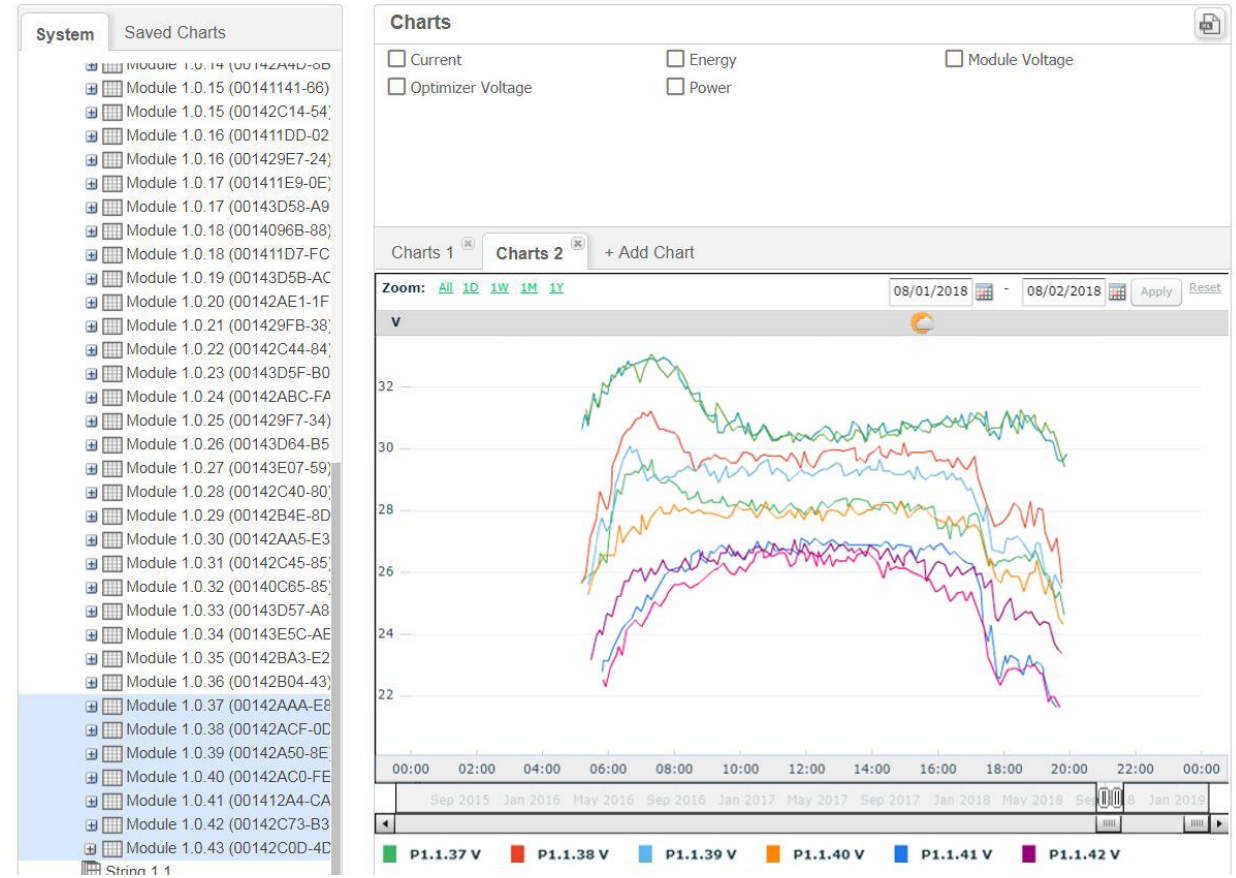 System
Saved Charts
Module 1.0.14 (00142A4D-8B
Module 1.0.15 (00141141-66)
Module 1.0.15 (00142C14-54)
Module 1.0.16 (001411DD-02
Module 1.0.16 (001429E7-24)
Module 1.0.17 (001411E9-0E)
Module 1.0.17 (00143D58-A9
Module 1.0.18 (0014096B-88)
Module 1.0.18 (001411D7-FC
Module 1.0.19 (00143D5B-AC
Module 1.0.20 (00142AE1-1F
Module 1.0.21 (001429FB-38)
Module 1.0.22 (00142C44-84)
Module 1.0.23 (00143D5F-B0
Module 1.0.24 (00142ABC-FA
Module 1.0.25 (001429F7-34)
Module 1.0.26 (00143D64-B5
Module 1.0.27 (00143E07-59)
Module 1.0.28 (00142C40-80)
Module 1.0.29 (00142B4E-8D
Module 1.0.30 (00142AA5-E3
Module 1.0.31 (00142C45-85)
Module 1.0.32 (00140C65-85)
Module 1.0.33 (00143D57-A8
Module 1.0.34 (00143E5C-AE
Module 1.0.35 (00142BA3-E2
Module 1.0.36 (00142B04-43)
Module 1.0.37 (00142AAA-E8
Module 1.0.38 (00142ACF-0D
Module 1.0.39 (00142A50-8E
Module 1.0.40 (00142AC0-FE
Module 1.0.41 (001412A4-CA
Module 1.0.42 (00142C73-B3
Module 1.0.43 (00142C0D-4D
String 1.1
Charts
Current
Energy
Module Voltage
Optimizer Voltage
Power
Charts 1
Charts 2
+ Add Chart
Zoom: All 1D 1W 1M 1Y
08/01/2018 - 08/02/2018 Apply Reset
V
32
30
28
26
24
22
00:00 02:00 04:00 06:00 08:00 10:00 12:00 14:00 16:00 18:00 20:00 22:00 00:00
Sep 2015 Jan 2016 May 2016 Sep 2016 Jan 2017 May 2017 Sep 2017 Jan 2018 May 2018 Jan 2019
P1.1.37 V P1.1.38 V P1.1.39 V P1.1.40 V P1.1.41 V P1.1.42 V